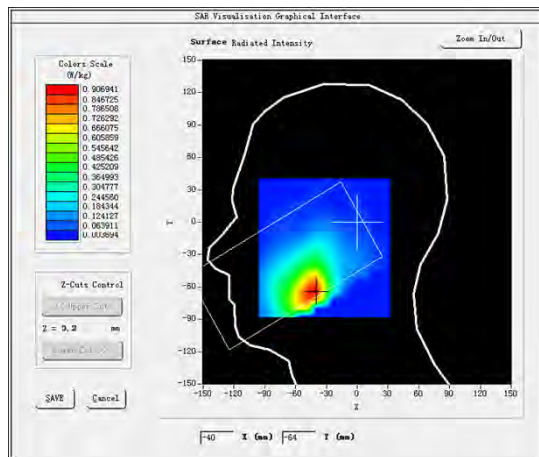 SAR Visualisation Graphical Interface
Surface Radiated Intensity
Zoom In/Out
Colors Scale
(W/kg)
0.906941
0.846725
0.786508
0.726292
0.666075
0.605859
0.545642
0.485426
0.425209
0.364993
0.304777
0.244560
0.184344
0.124127
0.063911
0.003694
150
120
90
60
30
0
-30
-60
-90
-120
-150
Y
-150 -120 -90 -60 -30 0 30 60 90 120 150
X
Z-Cuts Control
Z = 3.2 mm
SAVE Cancel
-40 X (mm) -64 Y (mm)